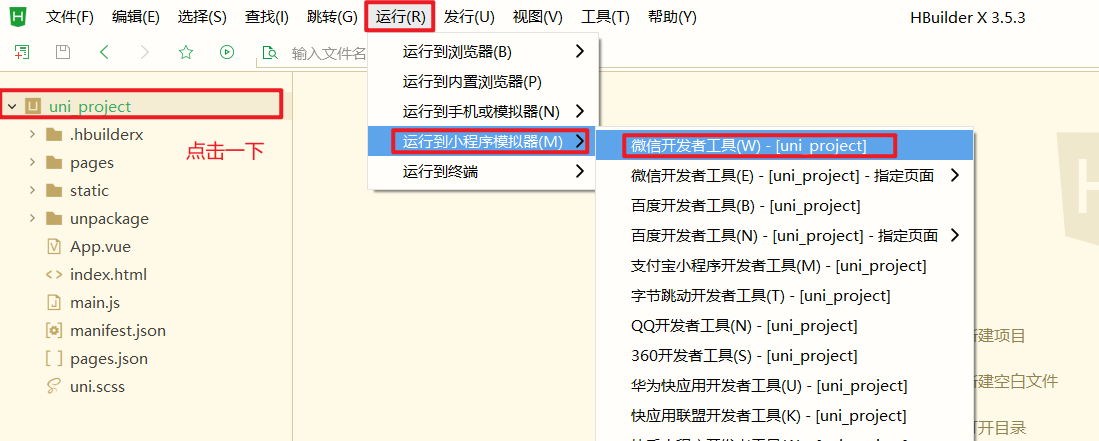 文件(F) 编辑(E) 选择(S) 查找(I) 跳转(G) 运行(R) 发行(U) 视图(V) 工具(T) 帮助(Y) HBuilder X 3.5.3
输入文件名
uni_project
.hbuilderx
pages
static
unpackage
App.vue
index.html
main.js
manifest.json
pages.json
uni.scss
点击一下
运行到浏览器(B)
运行到内置浏览器(P)
运行到手机或模拟器(N)
运行到小程序模拟器(M)
运行到终端
微信开发者工具(W) - [uni_project]
微信开发者工具(E) - [uni_project] - 指定页面
百度开发者工具(B) - [uni_project]
百度开发者工具(N) - [uni_project] - 指定页面
支付宝小程序开发者工具(M) - [uni_project]
字节跳动开发者工具(T) - [uni_project]
QQ开发者工具(N) - [uni_project]
360开发者工具(S) - [uni_project]
华为快应用开发者工具(U) - [uni_project]
快应用联盟开发者工具(K) - [uni_project]
建项目
建空白文件
开目录